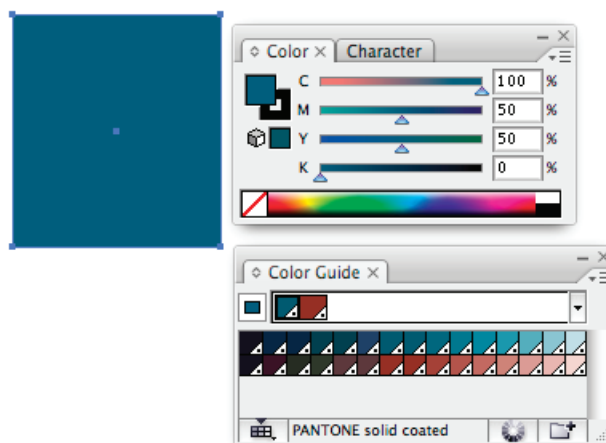 Color × Character
C 100 %
M 50 %
Y 50 %
K 0 %
Color Guide ×
PANTONE solid coated